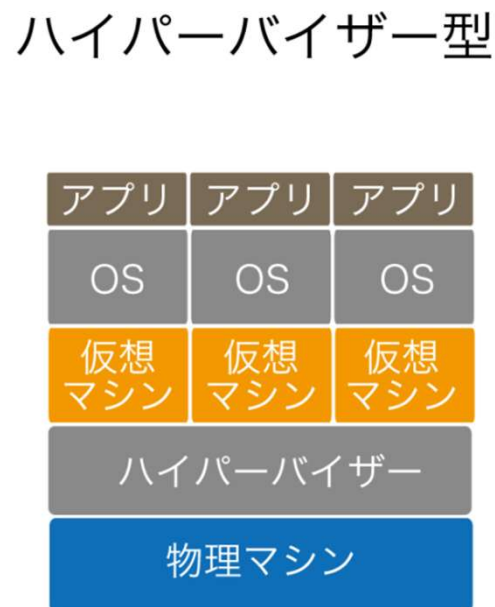 ハイパーバイザー型
アプリ アプリ アプリ
OS OS OS
仮想 仮想 仮想
マシン マシン マシン
ハイパーバイザー
物理マシン